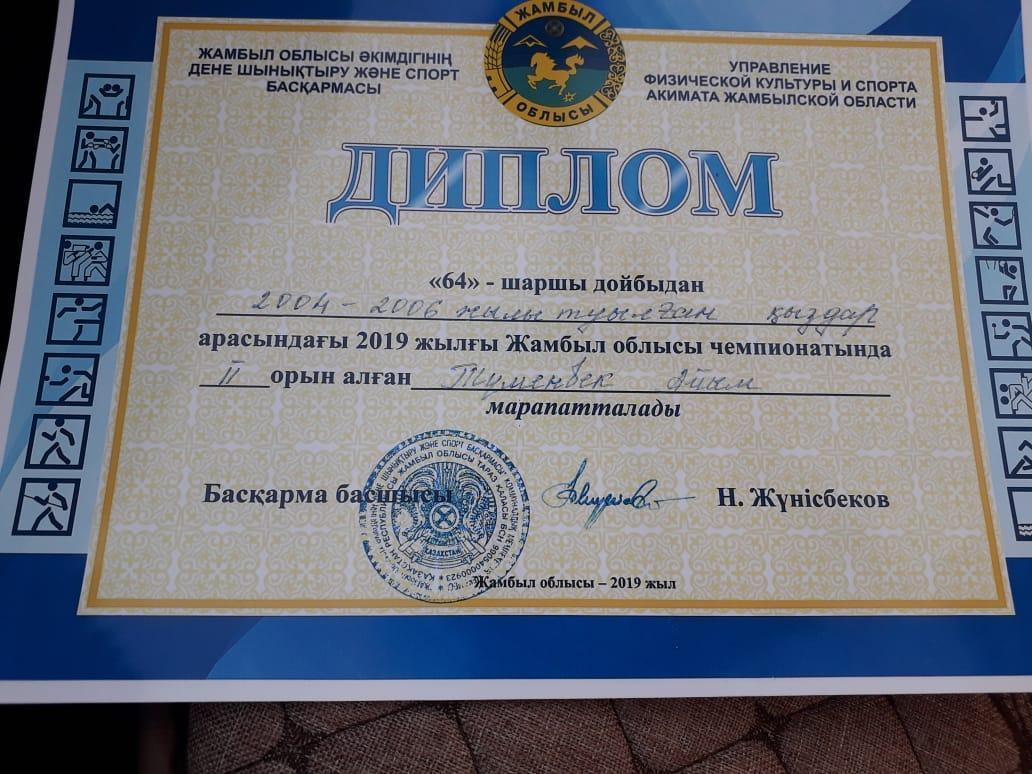 ЖАМБЫЛ ОБЛЫСЫ ӘКІМДІГІНІҢ
ДЕНЕ ШЫНЫҚТЫРУ ЖӘНЕ СПОРТ
БАСҚАРМАСЫ
ЖАМБЫЛ
ОБЛЫСЫ
УПРАВЛЕНИЕ
ФИЗИЧЕСКОЙ КУЛЬТУРЫ И СПОРТА
АКИМАТА ЖАМБЫЛСКОЙ ОБЛАСТИ
ДИПЛОМ
«64» - шаршы дойбыдан
2004 - 2006 жылы туылған қыздар
арасындағы 2019 жылғы Жамбыл облысы чемпионатында
II орын алған Түменбек Айым
марапатталады
Басқарма басшысы Н. Жүнісбеков
ҚАЗАҚСТАН
Жамбыл облысы – 2019 жыл